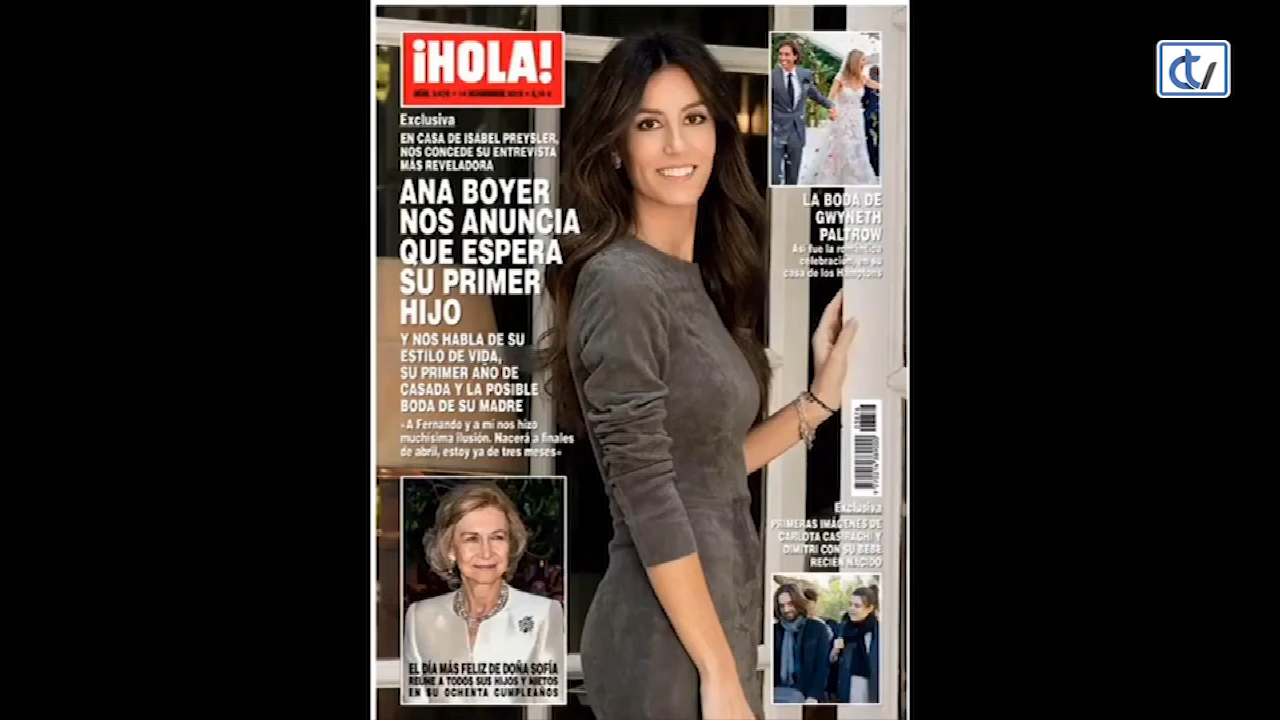 ¡HOLA!
Exclusiva
EN CASA DE ISABEL PREYSLER,
NOS CONCEDE SU ENTREVISTA
MÁS REVELADORA
ANA BOYER
NOS ANUNCIA
QUE ESPERA
SU PRIMER
HIJO
Y NOS HABLA DE SU
ESTILO DE VIDA,
SU PRIMER AÑO DE
CASADA Y LA POSIBLE
BODA DE SU MADRE
«A Fernando y a mí nos hizo
muchísima ilusión. Nacerá a finales
de abril, estoy ya de tres meses»
EL DÍA MÁS FELIZ DE DOÑA SOFÍA
REÚNE A TODOS SUS HIJOS Y NIETOS
EN SU OCHENTA CUMPLEAÑOS
LA BODA DE
GWYNETH
PALTROW
Así fue la romántica
celebración, en su
casa de los Hamptons
Exclusiva
PRIMERAS IMÁGENES DE
CARLOTA CASIRAGHI Y
DIMITRI CON SU BEBÉ
RECIÉN NACIDO
ctv